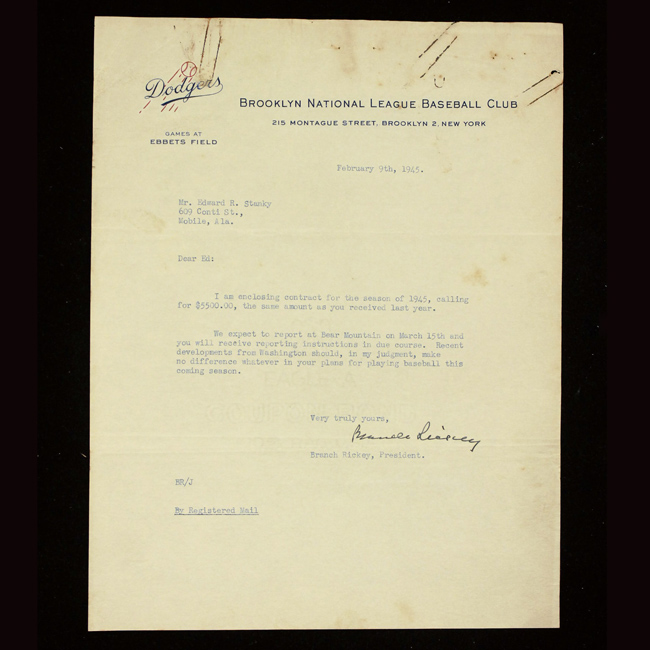 Dodgers
BROOKLYN NATIONAL LEAGUE BASEBALL CLUB
215 MONTAGUE STREET, BROOKLYN 2, NEW YORK
GAMES AT
EBBETS FIELD
February 9th, 1945.
Mr. Edward R. Stanky
609 Conti St.,
Mobile, Ala.
Dear Ed:
I am enclosing contract for the season of 1945, calling
for $5500.00, the same amount as you received last year.
We expect to report at Bear Mountain on March 15th and
you will receive reporting instructions in due course. Recent
developments from Washington should, in my judgment, make
no difference whatever in your plans for playing baseball this
coming season.
Very truly yours,
Branch Rickey
Branch Rickey, President.
BR/J
By Registered Mail